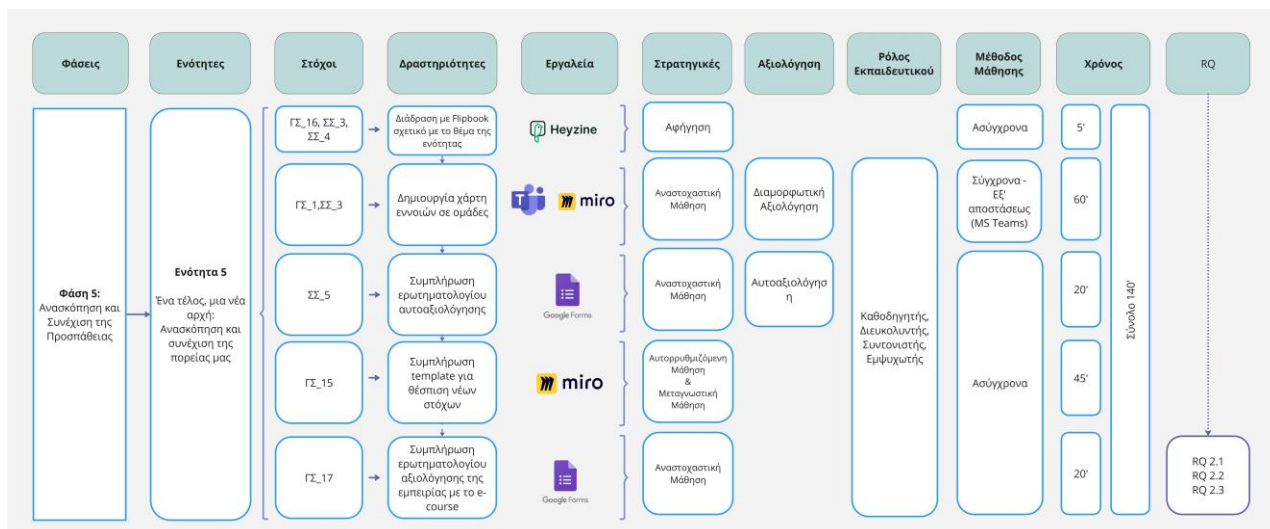 Φάσεις
Ενότητες
Στόχοι
Δραστηριότητες
Εργαλεία
Στρατηγικές
Αξιολόγηση
Ρόλος
Εκπαιδευτικού
Μέθοδος
Μάθησης
Χρόνος
RQ
Φάση 5:
Ανασκόπηση και
Συνέχιση της
Προσπάθειας
Ενότητα 5
Ένα τέλος, μια νέα
αρχή:
Ανασκόπηση και
συνέχιση της
πορείας μας
ΓΣ_16, ΣΣ_3,
ΣΣ_4
Διάδραση με Flipbook
σχετικό με το θέμα της
ενότητας
Heyzine
Αφήγηση
Ασύγχρονα
5'
ΓΣ_1,ΣΣ_3
Δημιουργία χάρτη
εννοιών σε ομάδες
T
miro
Αναστοχαστική
Μάθηση
Διαμορφωτική
Αξιολόγηση
Σύγχρονα -
Εξ'
αποστάσεως
(MS Teams)
60'
ΣΣ_5
Συμπλήρωση
ερωτηματολογίου
αυτοαξιολόγησης
Google Forms
Αναστοχαστική
Μάθηση
Αυτοαξιολόγησ
η
20'
ΓΣ_15
Συμπλήρωση
template για
θέσπιση νέων
στόχων
miro
Αυτορρυθμιζόμενη
Μάθηση
&
Μεταγνωστική
Μάθηση
45'
ΓΣ_17
Συμπλήρωση
ερωτηματολογίου
αξιολόγησης της
εμπειρίας με το e-
course
Google Forms
Αναστοχαστική
Μάθηση
20'
Καθοδηγητής,
Διευκολυντής,
Συντονιστής,
Εμψυχωτής
Ασύγχρονα
Σύνολο 140'
RQ 2.1
RQ 2.2
RQ 2.3